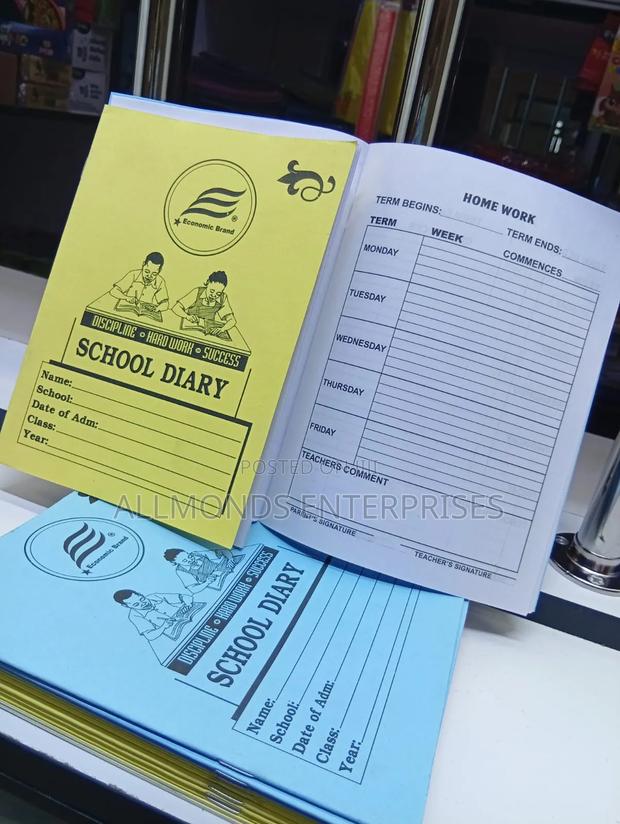 Economic Brand
DISCIPLINE HARD WORK SUCCESS
SCHOOL DIARY
Name:
School:
Date of Adm:
Class:
Year:
HOME WORK
TERM BEGINS: TERM ENDS:
TERM WEEK COMMENCES
MONDAY
TUESDAY
WEDNESDAY
THURSDAY
FRIDAY
TEACHERS COMMENT
PARENT'S SIGNATURE TEACHER'S SIGNATURE
ALLMONDS ENTERPRISES
Economic Brand
DISCIPLINE HARD WORK SUCCESS
SCHOOL DIARY
Name:
School:
Date of Adm:
Class:
Year: